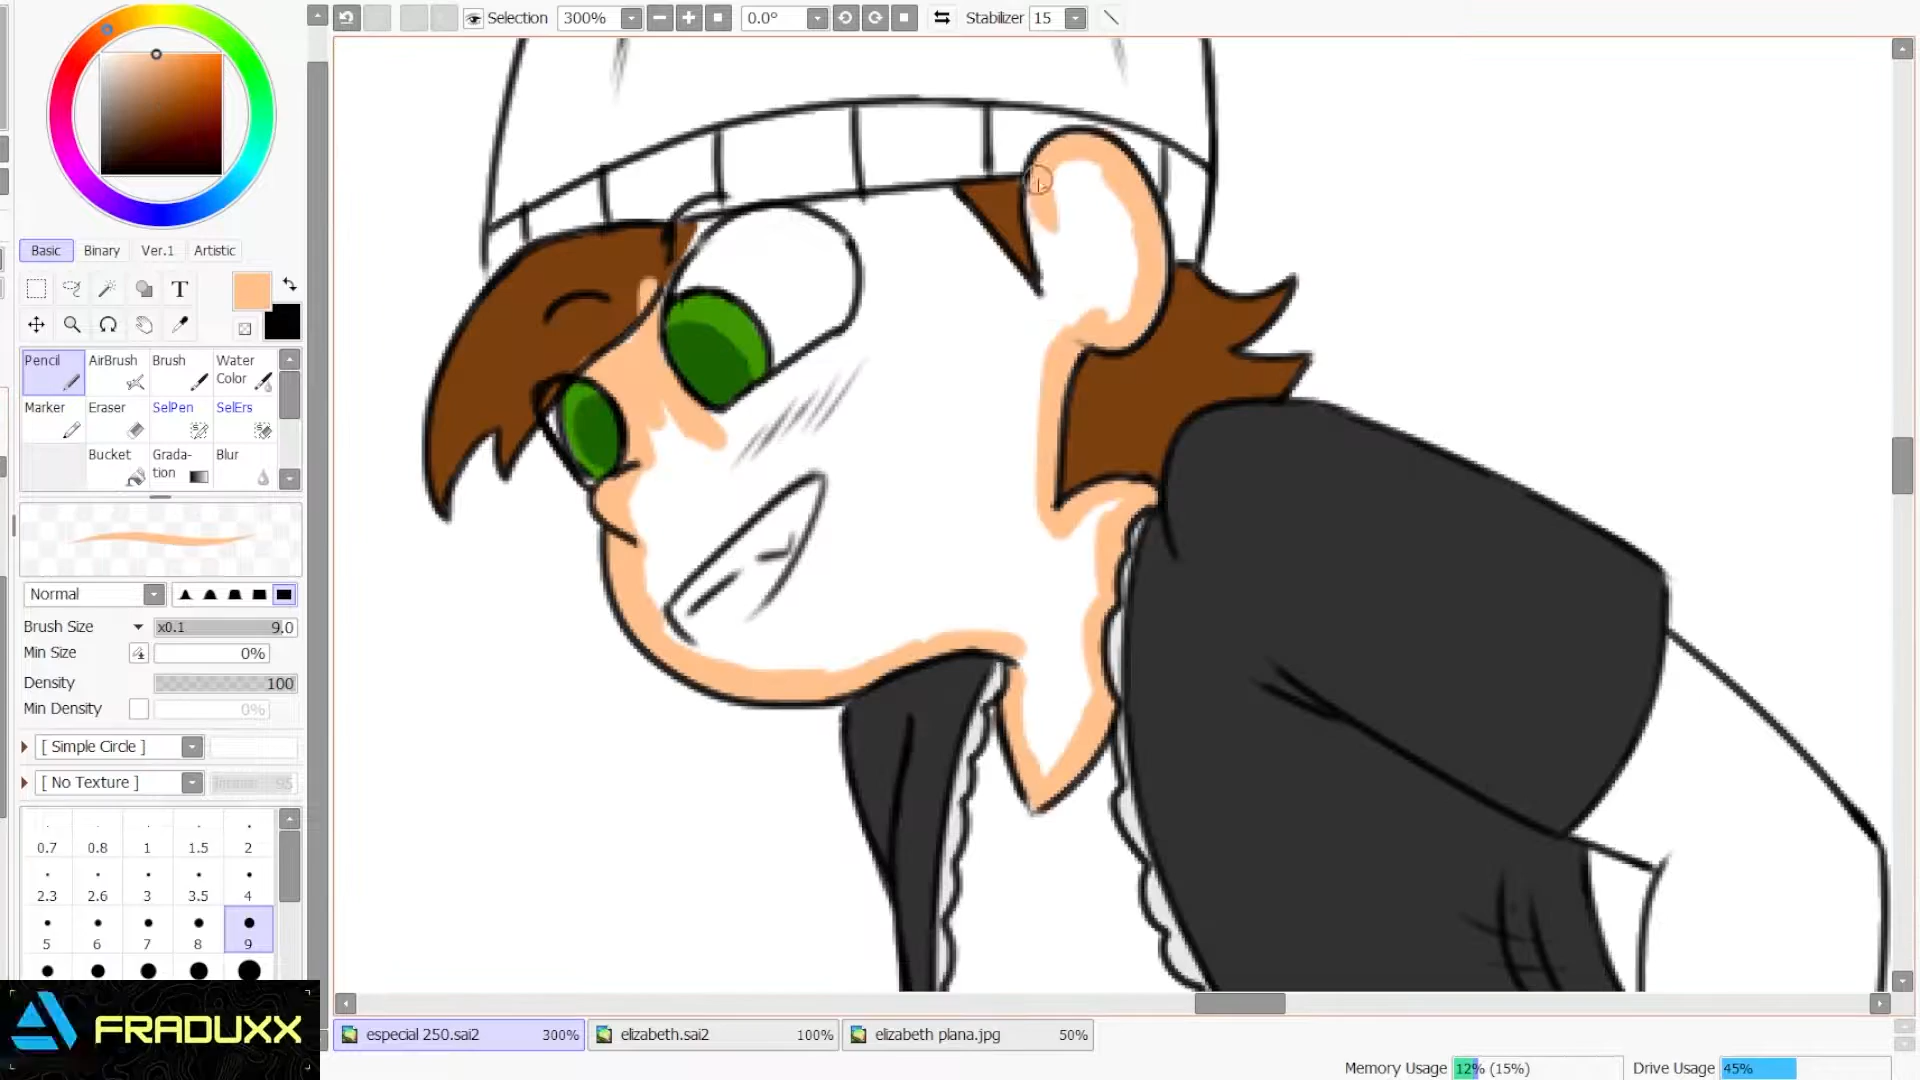 Selection 300% 0.0° Stabilizer 15
Basic Binary Ver.1 Artistic
T
Pencil AirBrush Brush Water Color
Marker Eraser SelPen SelErs
Bucket Grada-tion Blur
Normal
Brush Size x0.1 9.0
Min Size 0%
Density 100
Min Density 0%
[ Simple Circle ]
[ No Texture ]
0.7 0.8 1 1.5 2
2.3 2.6 3 3.5 4
5 6 7 8 9
FRADUXX
especial 250.sai2 300% elizabeth.sai2 100% elizabeth plana.jpg 50%
Memory Usage 12% (15%) Drive Usage 45%